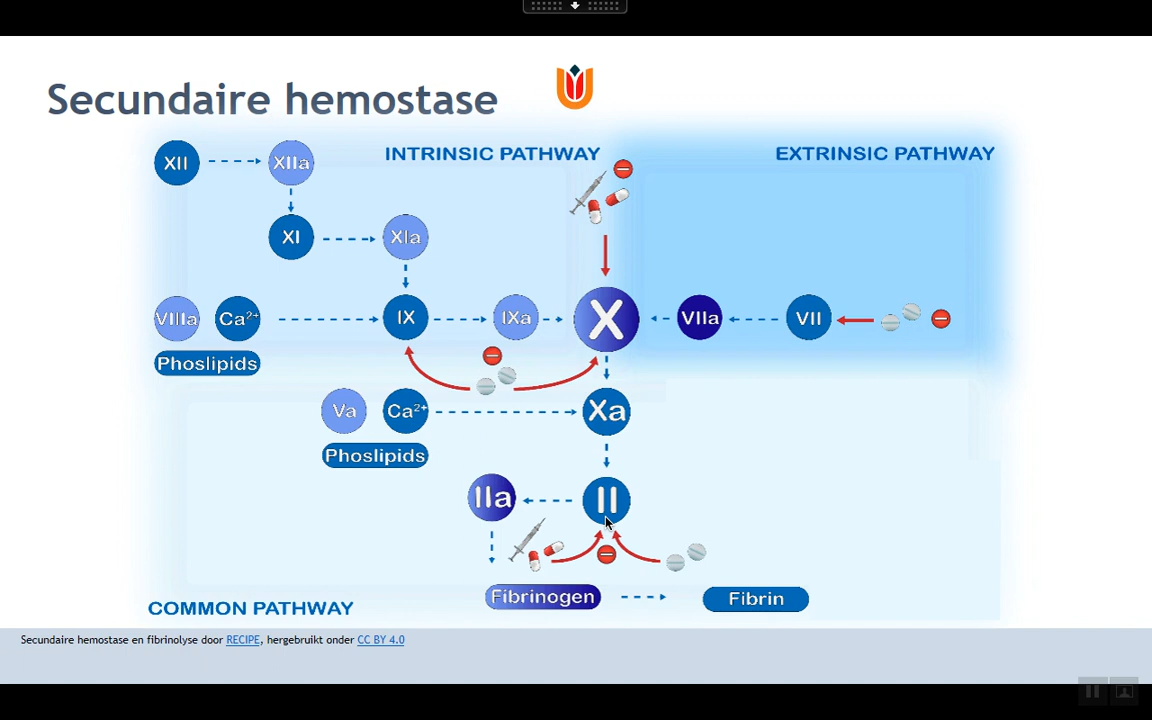 Secundaire hemostase
INTRINSIC PATHWAY
EXTRINSIC PATHWAY
XII
XIIa
XI
XIa
VIIIa
Ca²⁺
IX
IXa
X
VIIa
VII
Phoslipids
Va
Ca²⁺
Xa
Phoslipids
IIa
II
Fibrinogen
Fibrin
COMMON PATHWAY
Secundaire hemostase en fibrinolyse door RECIPE, hergebruikt onder CC BY 4.0